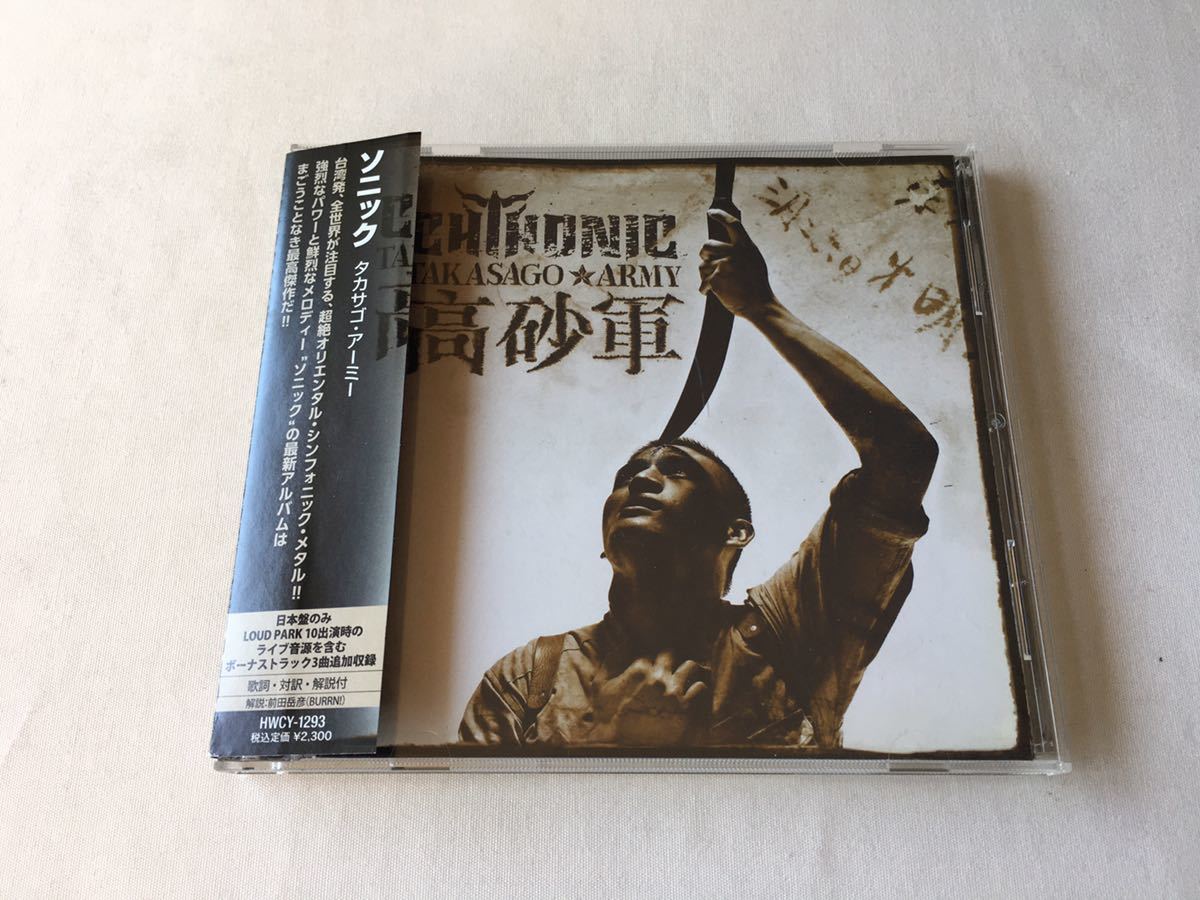 ソニック タカサゴ・アーミー
台湾発、全世界が注目する、超絶オリエンタル・シンフォニック・メタル!!
強烈なパワーと鮮烈なメロディー"ソニック"の最新アルバムは
まごうことなき最高傑作だ!!
日本盤のみ
LOUD PARK 10出演時の
ライブ音源を含む
ボーナストラック3曲追加収録
歌詞・対訳・解説付
解説:前田岳彦(BURRN!)
HWCY-1293
税込定価 ¥2,300
CHTHONIC
TAKASAGO★ARMY
高砂軍